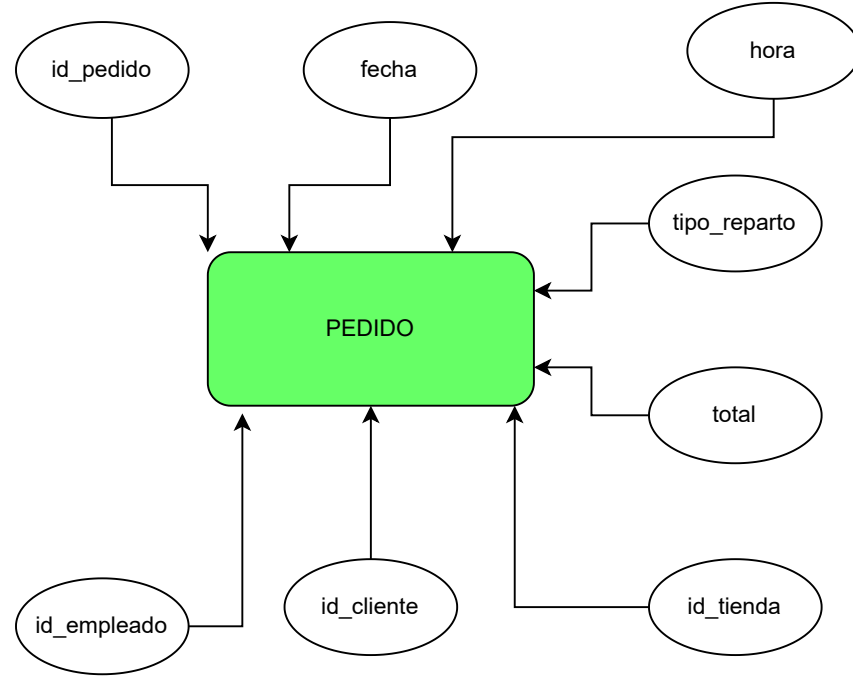 id_pedido
fecha
hora
tipo_reparto
PEDIDO
total
id_empleado
id_cliente
id_tienda